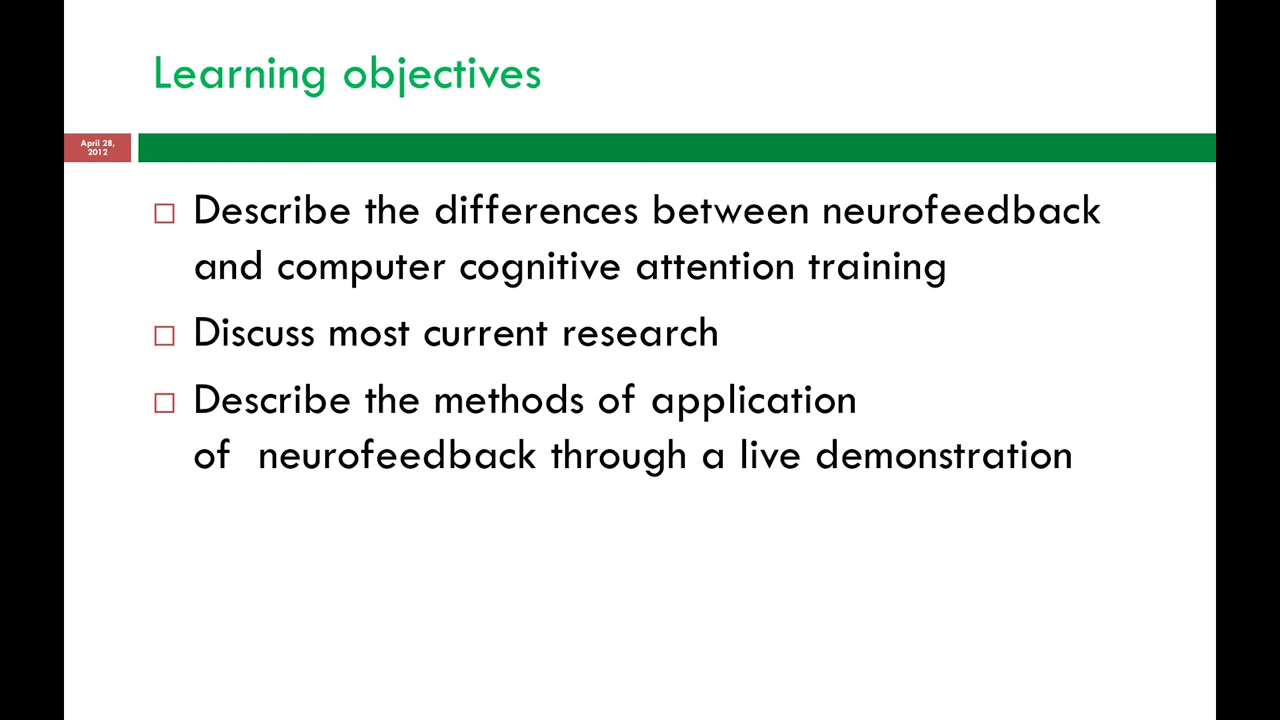 Learning objectives
April 28,
2012
Describe the differences between neurofeedback
and computer cognitive attention training
Discuss most current research
Describe the methods of application
of  neurofeedback through a live demonstration